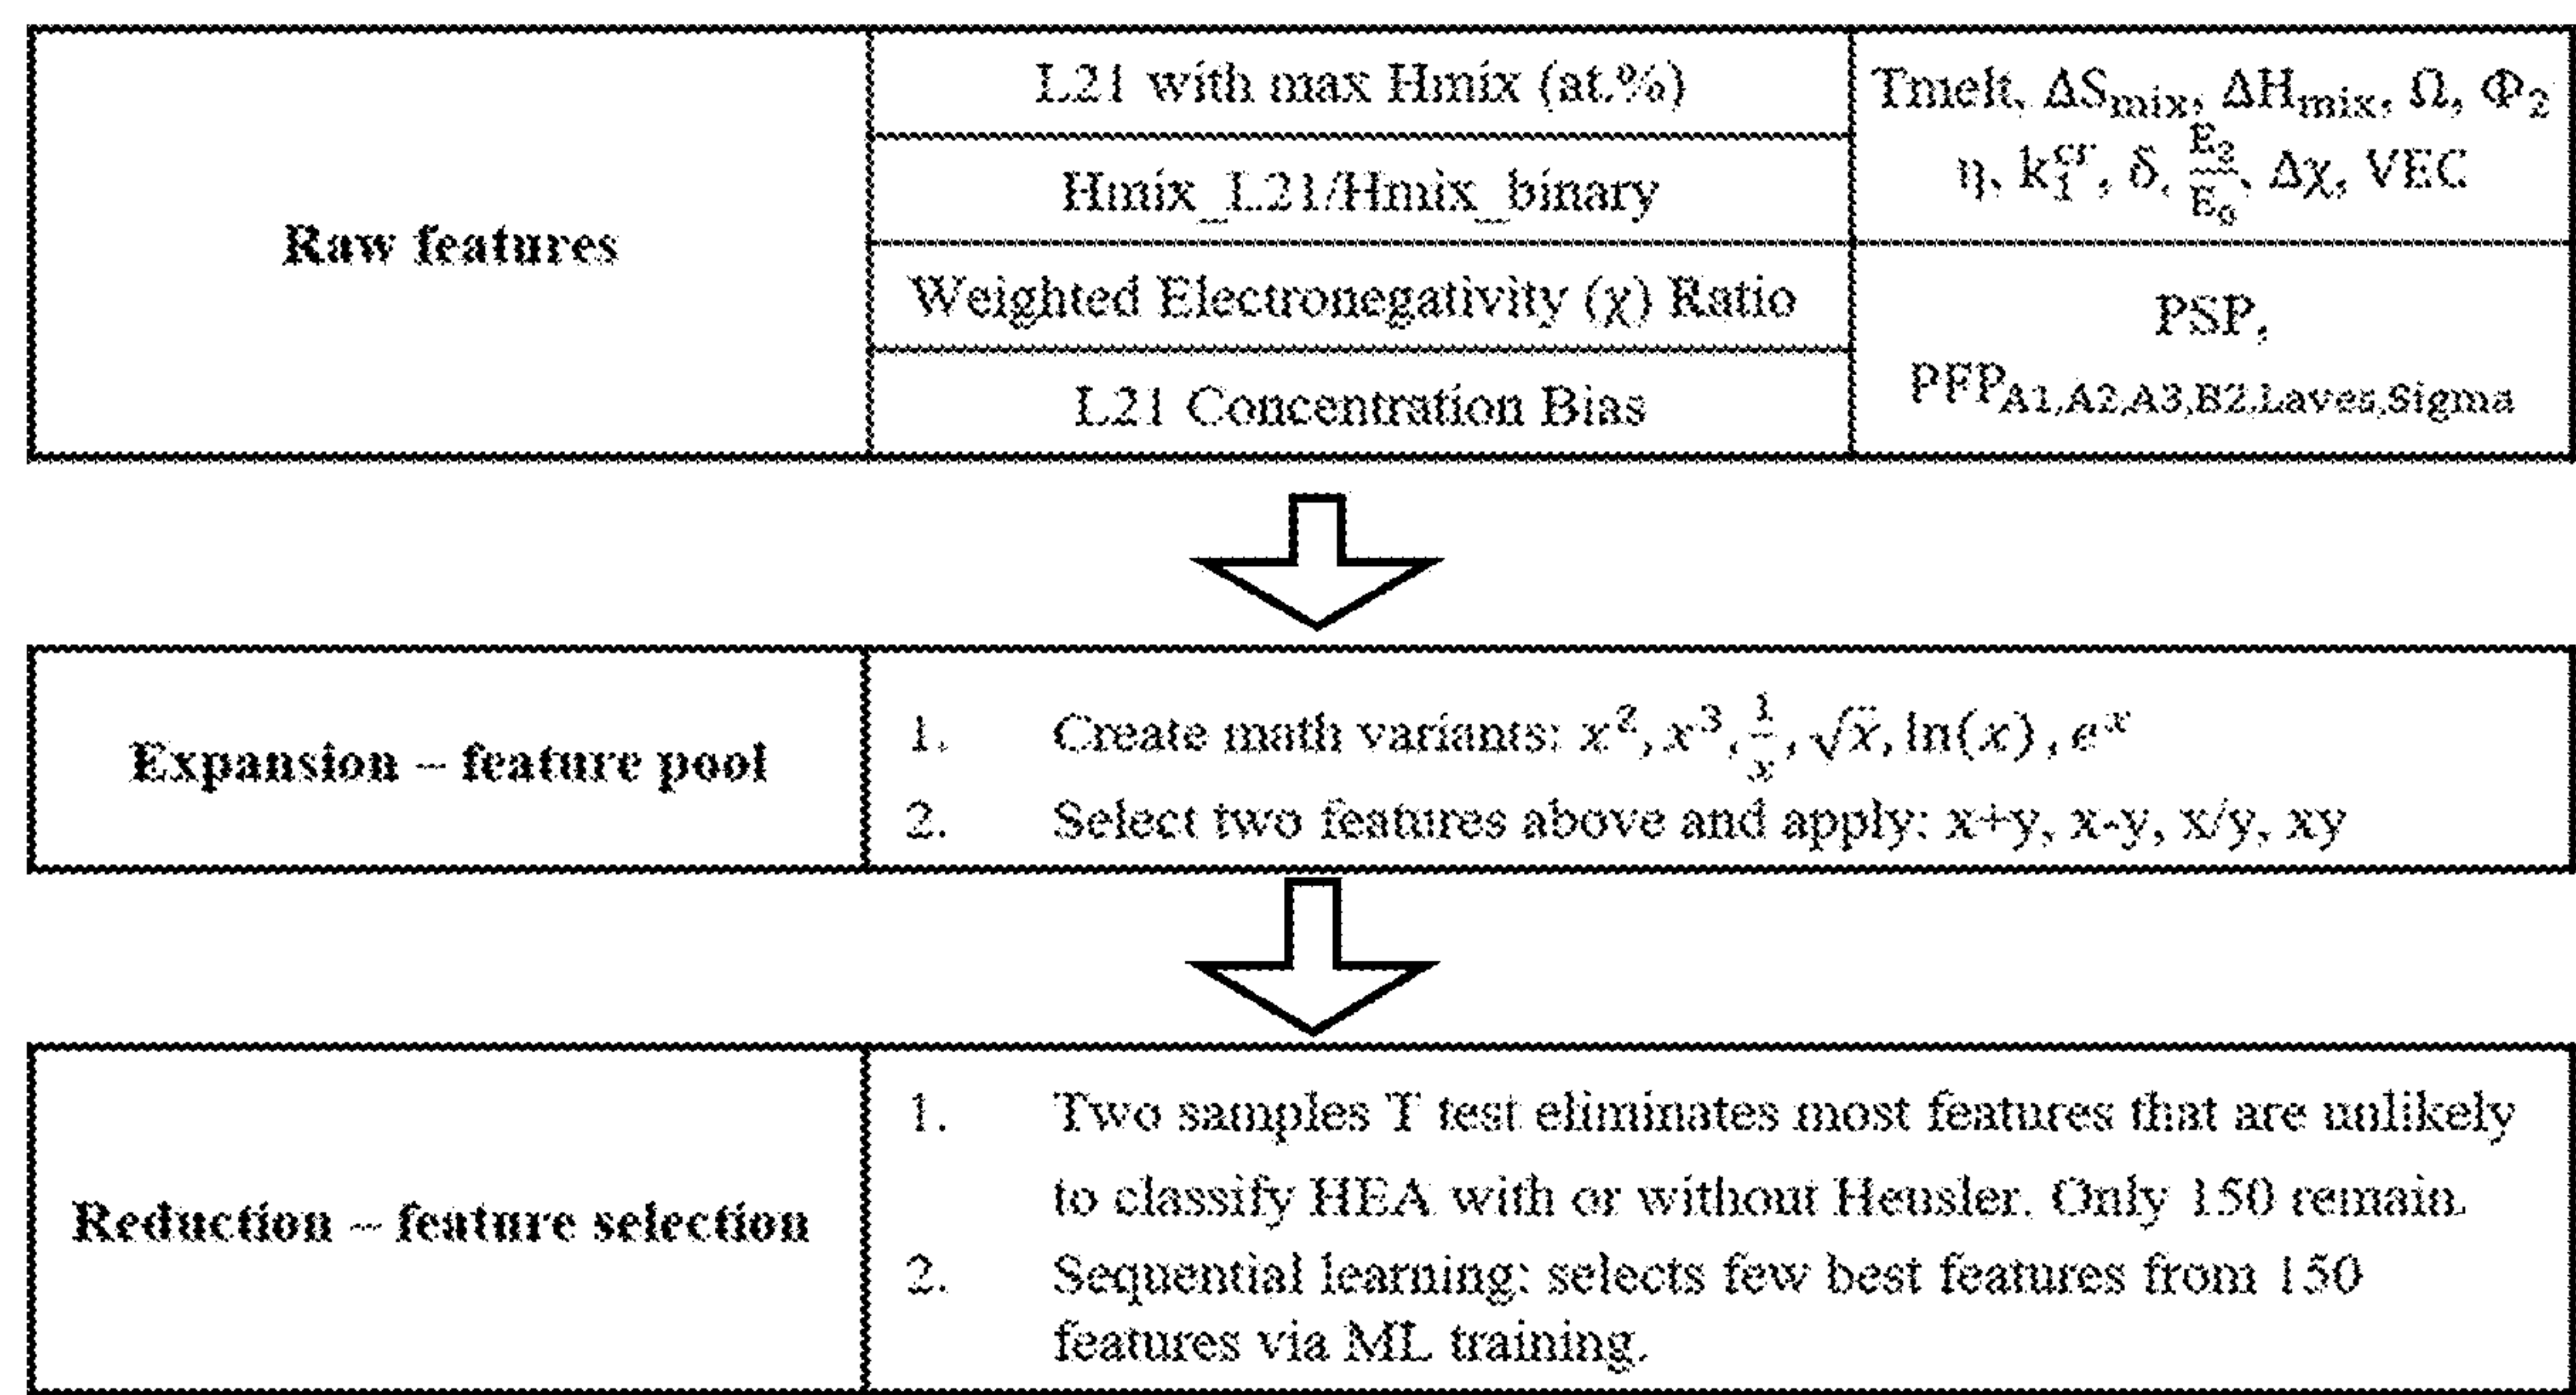 Raw features
L21 with max Hmix (at.%)
Hmix_L21/Hmix_binary
Weighted Electronegativity (χ) Ratio
L21 Concentration Bias
Tmelt, ΔSmix, ΔHmix, Ω, Φ₂
η, k₁ᶜʳ, δ, E₂/E₀, Δχ, VEC
PSP,
PFP_A1,A2,A3,B2,Laves,Sigma
Expansion – feature pool
1. Create math variants: x², x³, 1/x, √x, ln(x), eˣ
2. Select two features above and apply: x+y, x-y, x/y, xy
Reduction – feature selection
1. Two samples T test eliminates most features that are unlikely
to classify HEA with or without Heusler. Only 150 remain.
2. Sequential learning: selects few best features from 150
features via ML training.